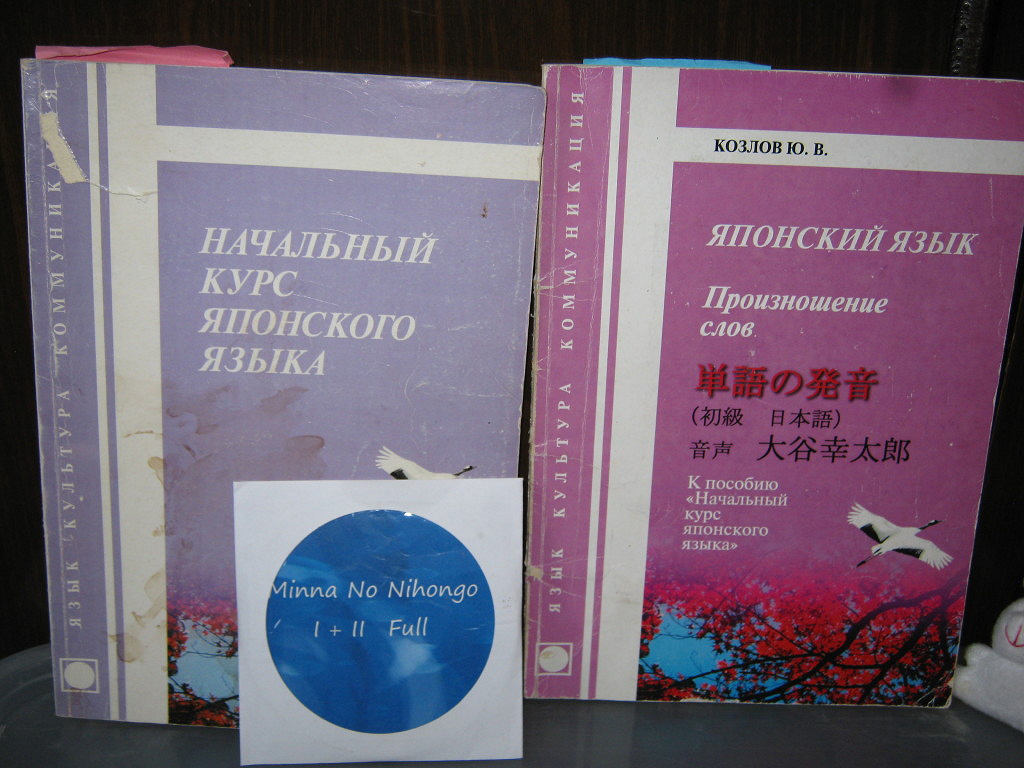 ЯЗЫК КУЛЬТУРА КОММУНИКАЦИЯ
НАЧАЛЬНЫЙ
КУРС
ЯПОНСКОГО
ЯЗЫКА
Minna No Nihongo
I + II Full
ЯЗЫК КУЛЬТУРА КОММУНИКАЦИЯ
КОЗЛОВ Ю. В.
ЯПОНСКИЙ ЯЗЫК
Произношение
слов
単語の発音
(初級 日本語)
音声 大谷幸太郎
К пособию
«Начальный
курс
японского
языка»